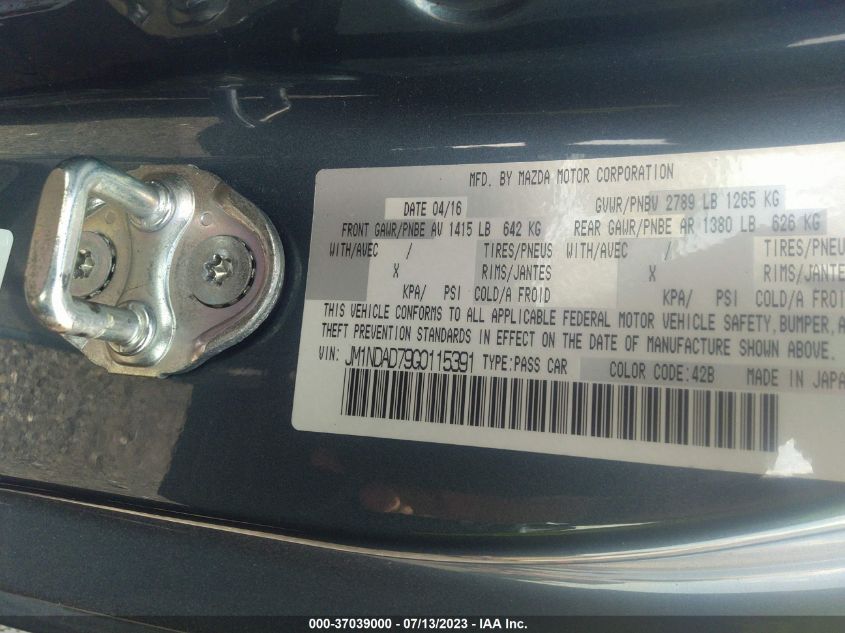 MFD. BY MAZDA MOTOR CORPORATION
DATE 04/16 GVWR/PNBV 2789 LB 1265 KG
FRONT GAWR/PNBE AV 1415 LB 642 KG REAR GAWR/PNBE AR 1380 LB 626 KG
WITH/AVEC / TIRES/PNEUS WITH/AVEC / TIRES/PNEUS
X RIMS/JANTES X RIMS/JANTES
KPA/ PSI COLD/A FROID KPA/ PSI COLD/A FROID
THIS VEHICLE CONFORMS TO ALL APPLICABLE FEDERAL MOTOR VEHICLE SAFETY, BUMPER, A
THEFT PREVENTION STANDARDS IN EFFECT ON THE DATE OF MANUFACTURE SHOWN ABOVE.
VIN: JM1NDAD79G0115391 TYPE:PASS CAR COLOR CODE:42B MADE IN JAPA
000-37039000 - 07/13/2023 - IAA Inc.